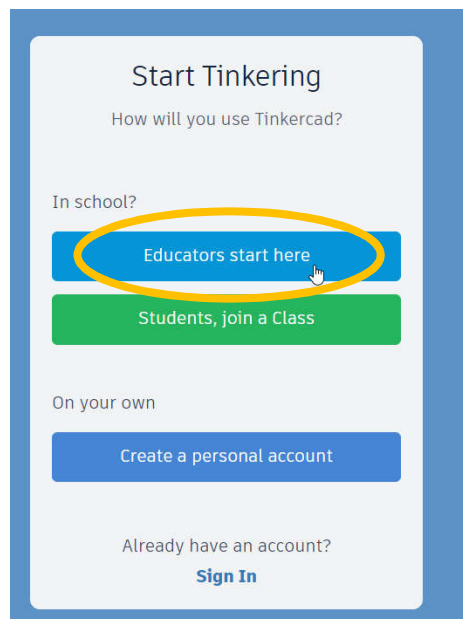 Start Tinkering
How will you use Tinkercad?
In school?
Educators start here
Students, join a Class
On your own
Create a personal account
Already have an account?
Sign In